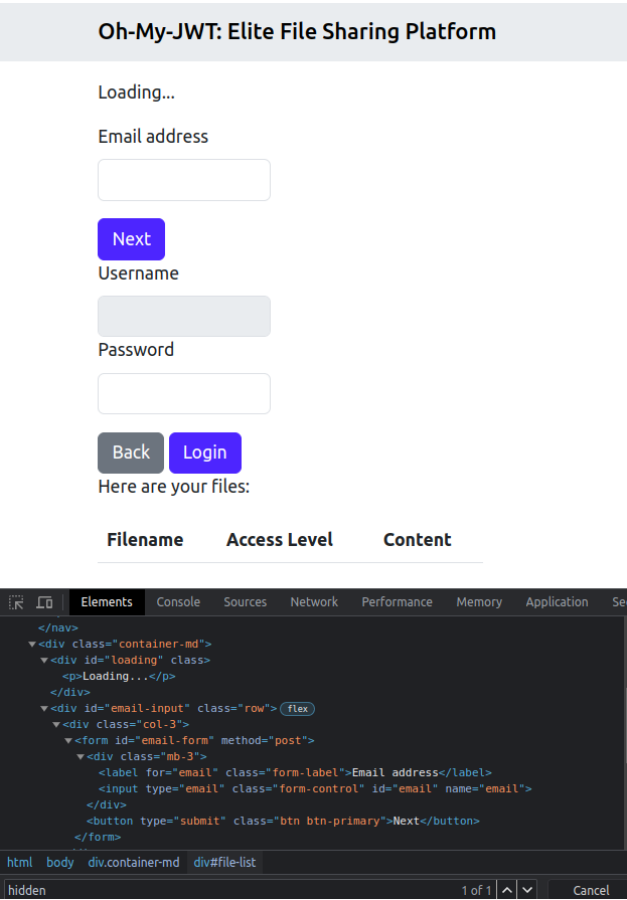 Oh-My-JWT: Elite File Sharing Platform
Loading...
Email address
Next
Username
Password
Back Login
Here are your files:
Filename Access Level Content
Elements Console Sources Network Performance Memory Application Se
</nav>
▼<div class="container-md">
▼<div id="loading" class>
<p>Loading...</p>
</div>
▼<div id="email-input" class="row"> flex
▼<div class="col-3">
▼<form id="email-form" method="post">
▼<div class="mb-3">
<label for="email" class="form-label">Email address</label>
<input type="email" class="form-control" id="email" name="email">
</div>
<button type="submit" class="btn btn-primary">Next</button>
</form>
html body div.container-md div#file-list
hidden 1 of 1 Cancel